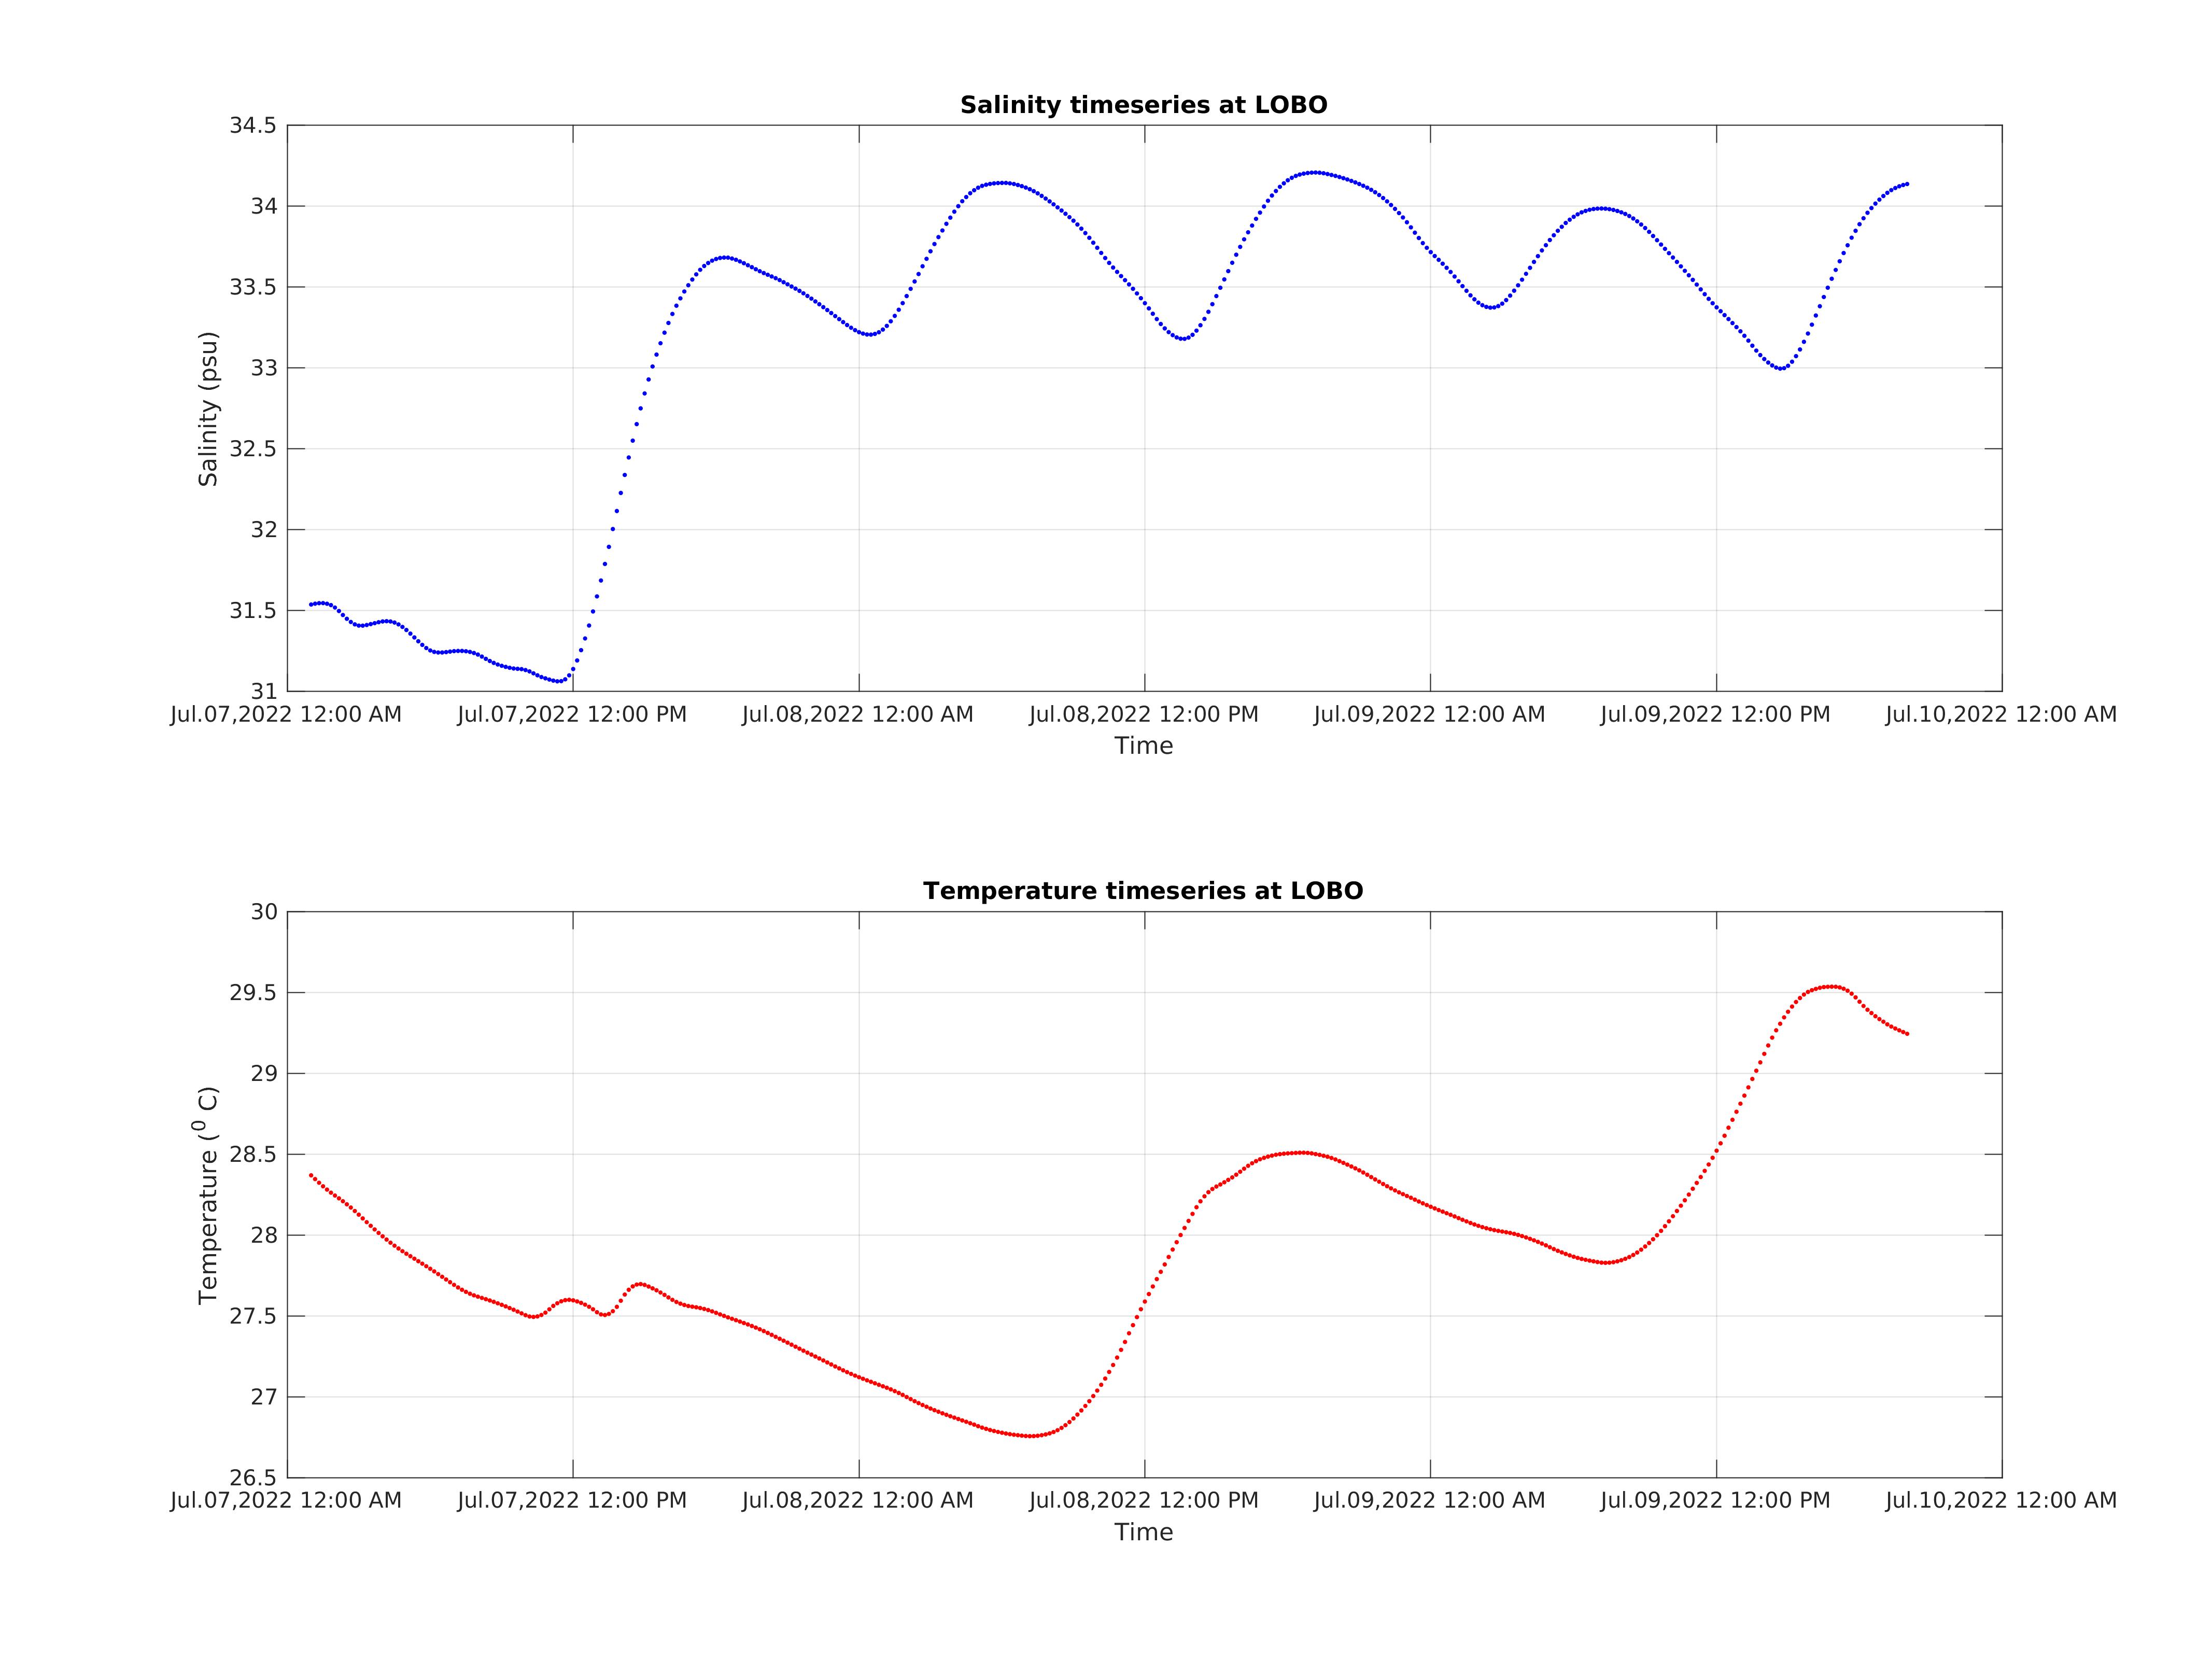 Salinity timeseries at LOBO
34.5
34
33.5
33
32.5
32
31.5
31
Salinity (psu)
Jul.07,2022 12:00 AM Jul.07,2022 12:00 PM Jul.08,2022 12:00 AM Jul.08,2022 12:00 PM Jul.09,2022 12:00 AM Jul.09,2022 12:00 PM Jul.10,2022 12:00 AM
Time
Temperature timeseries at LOBO
30
29.5
29
28.5
28
27.5
27
26.5
Temperature (⁰ C)
Jul.07,2022 12:00 AM Jul.07,2022 12:00 PM Jul.08,2022 12:00 AM Jul.08,2022 12:00 PM Jul.09,2022 12:00 AM Jul.09,2022 12:00 PM Jul.10,2022 12:00 AM
Time